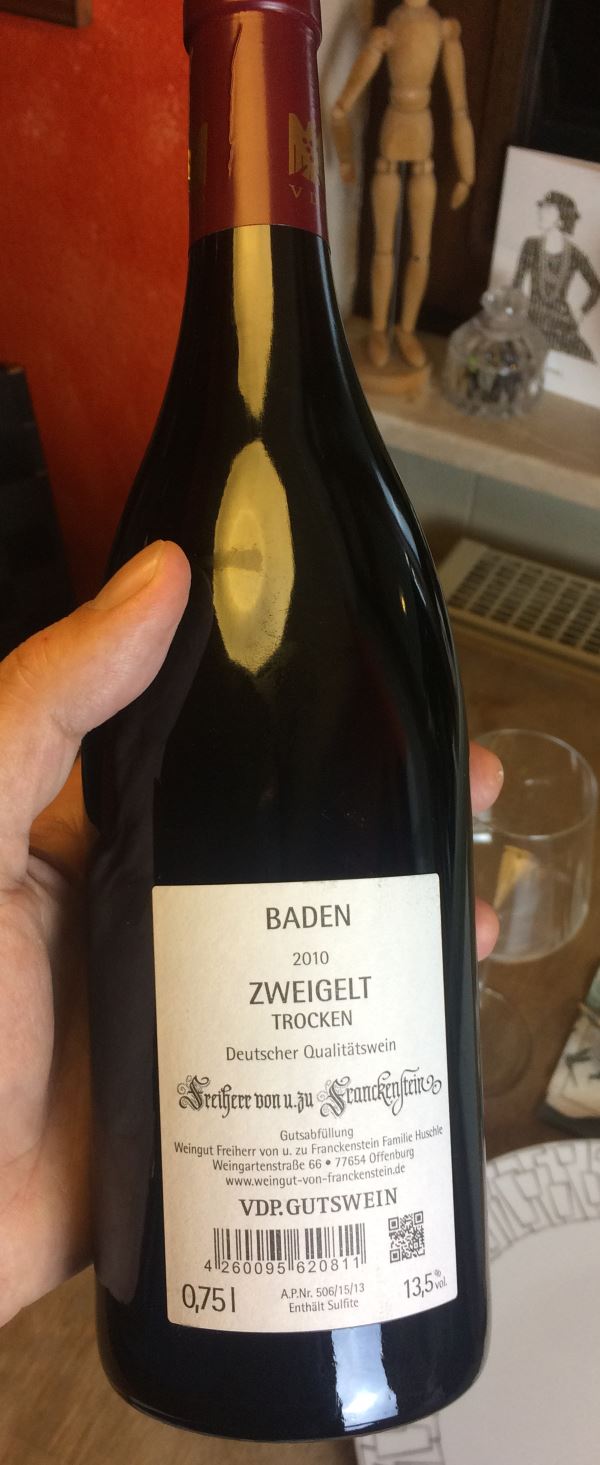 BADEN
2010
ZWEIGELT
TROCKEN
Deutscher Qualitätswein
Freiherr von u. zu Franckenstein
Gutsabfüllung
Weingut Freiherr von u. zu Franckenstein Familie Huschle
Weingartenstraße 66 • 77654 Offenburg
www.weingut-von-franckenstein.de
VDP.GUTSWEIN
4 260095 620811
0,75 l
A.P.Nr. 506/15/13
Enthält Sulfite
13,5 % vol.